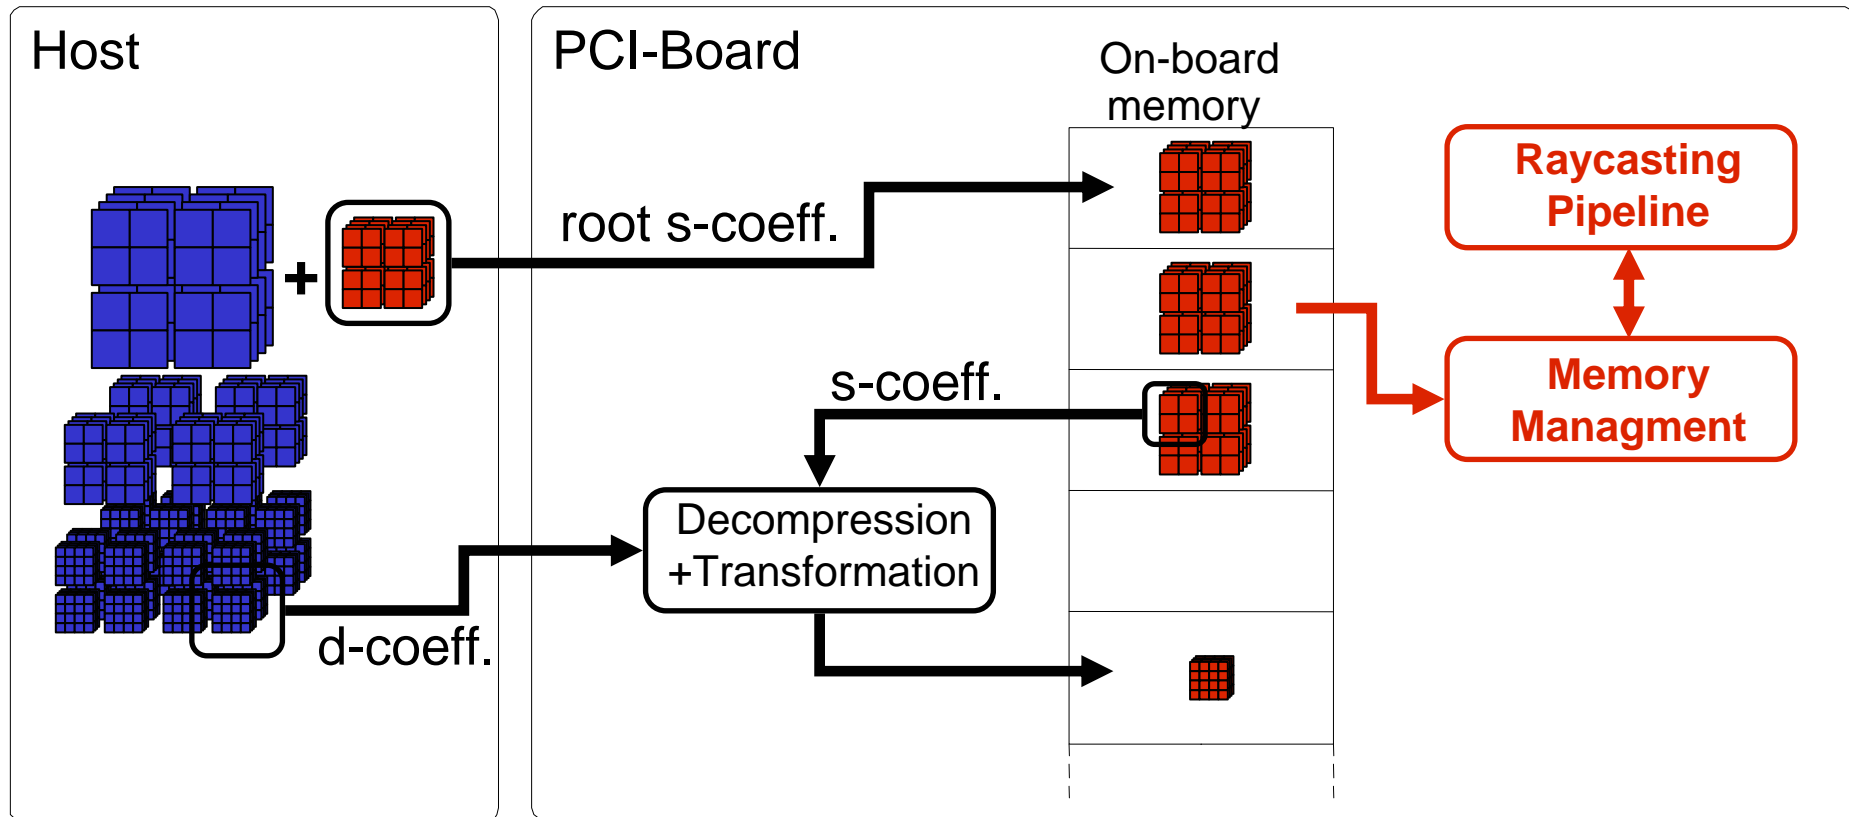 Host
PCI-Board
On-board
memory
Raycasting
Pipeline
+
root s-coeff.
Memory
Managment
s-coeff.
Decompression
+Transformation
d-coeff.